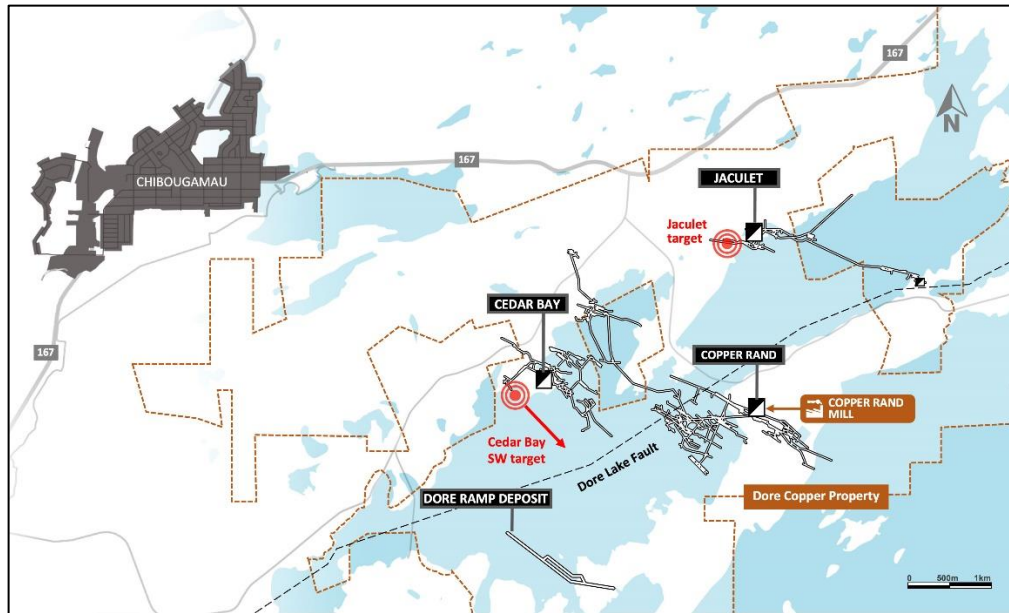 167
N
167
JACULET
CHIBOUGAMAU
Jaculet
target
CEDAR BAY
167
COPPER RAND
COPPER RAND
MILL
Cedar Bay
SW target
Dore Lake Fault
DORE RAMP DEPOSIT
Dore Copper Property
0 500m 1km